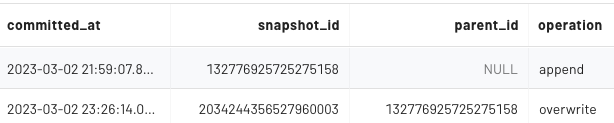 committed_at snapshot_id parent_id operation
2023-03-02 21:59:07.8... 132776925725275158 NULL append
2023-03-02 23:26:14.0... 2034244356527960003 132776925725275158 overwrite